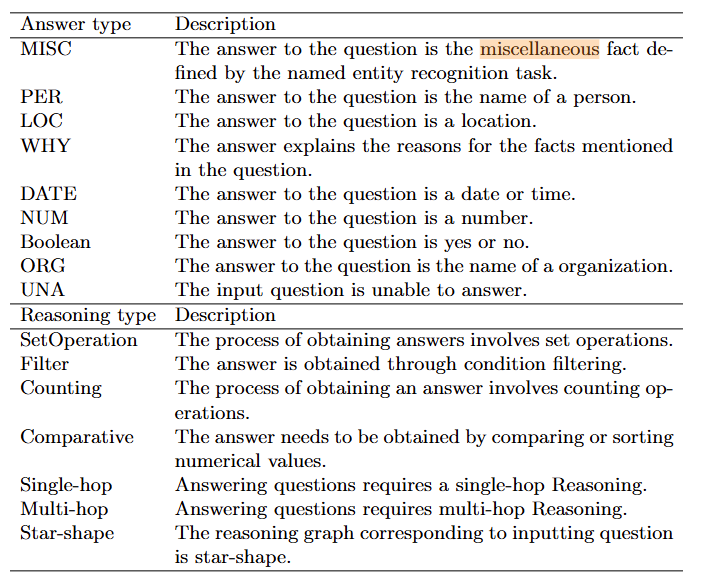 Answer type Description
MISC The answer to the question is the miscellaneous fact de-
fined by the named entity recognition task.
PER The answer to the question is the name of a person.
LOC The answer to the question is a location.
WHY The answer explains the reasons for the facts mentioned
in the question.
DATE The answer to the question is a date or time.
NUM The answer to the question is a number.
Boolean The answer to the question is yes or no.
ORG The answer to the question is the name of a organization.
UNA The input question is unable to answer.
Reasoning type Description
SetOperation The process of obtaining answers involves set operations.
Filter The answer is obtained through condition filtering.
Counting The process of obtaining an answer involves counting op-
erations.
Comparative The answer needs to be obtained by comparing or sorting
numerical values.
Single-hop Answering questions requires a single-hop Reasoning.
Multi-hop Answering questions requires multi-hop Reasoning.
Star-shape The reasoning graph corresponding to inputting question
is star-shape.